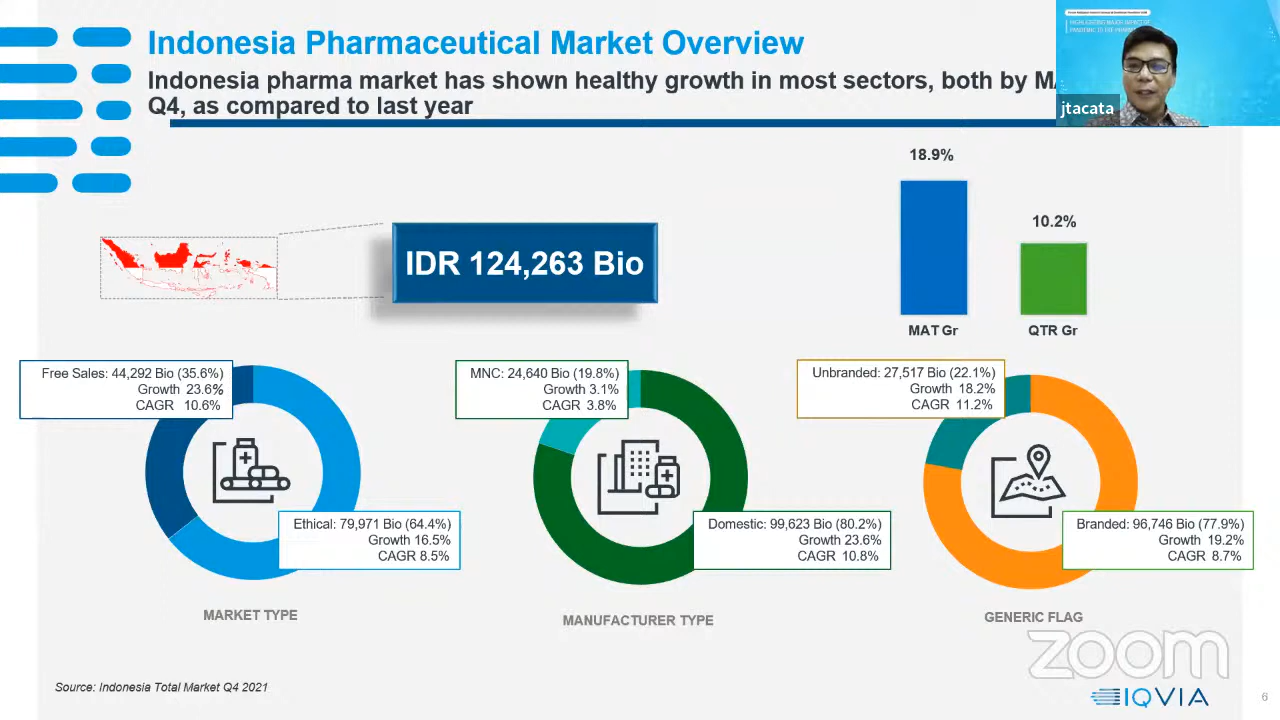 Indonesia Pharmaceutical Market Overview
Indonesia pharma market has shown healthy growth in most sectors, both by
Q4, as compared to last year
jtacata
18.9%
10.2%
MAT Gr
QTR Gr
IDR 124,263 Bio
Free Sales: 44,292 Bio (35.6%)
Growth 23.6%
CAGR 10.6%
Ethical: 79,971 Bio (64.4%)
Growth 16.5%
CAGR 8.5%
MARKET TYPE
MNC: 24,640 Bio (19.8%)
Growth 3.1%
CAGR 3.8%
Domestic: 99,623 Bio (80.2%)
Growth 23.6%
CAGR 10.8%
MANUFACTURER TYPE
Unbranded: 27,517 Bio (22.1%)
Growth 18.2%
CAGR 11.2%
Branded: 96,746 Bio (77.9%)
Growth 19.2%
CAGR 8.7%
GENERIC FLAG
zoom
Source: Indonesia Total Market Q4 2021
IQVIA
6